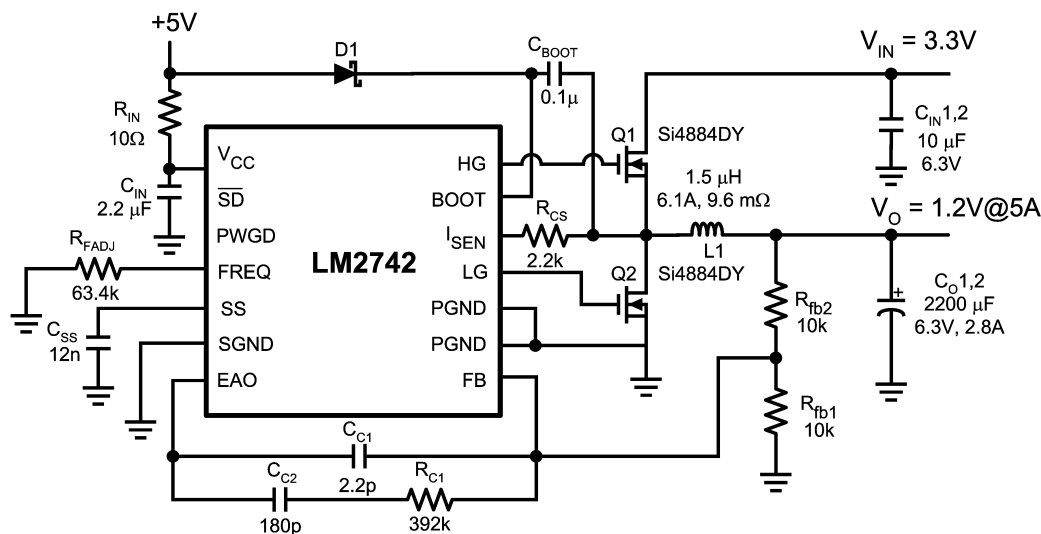 +5V
D1
C_BOOT
0.1μ
V_IN = 3.3V
R_IN
10Ω
C_IN1,2
10 μF
6.3V
Q1
Si4884DY
V_CC
HG
C_IN
2.2 μF
SD
BOOT
1.5 μH
6.1A, 9.6 mΩ
V_O = 1.2V@5A
R_CS
2.2k
PWGD
I_SEN
L1
R_FADJ
63.4k
FREQ
LM2742
LG
Q2
Si4884DY
C_O1,2
2200 μF
6.3V, 2.8A
+
R_fb2
10k
C_SS
12n
SS
PGND
SGND
PGND
EAO
FB
R_fb1
10k
C_C1
2.2p
C_C2
180p
R_C1
392k